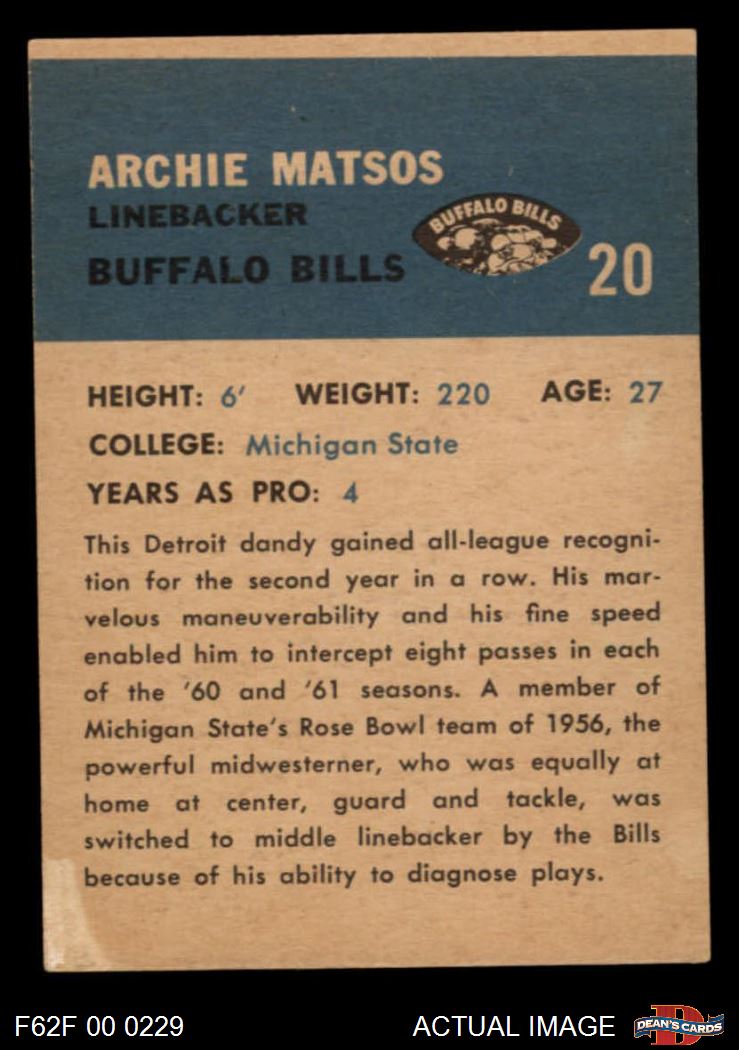 ARCHIE MATSOS
LINEBACKER
BUFFALO BILLS
BUFFALO BILLS
20
HEIGHT: 6' WEIGHT: 220 AGE: 27
COLLEGE: Michigan State
YEARS AS PRO: 4
This Detroit dandy gained all-league recogni-
tion for the second year in a row. His mar-
velous maneuverability and his fine speed
enabled him to intercept eight passes in each
of the '60 and '61 seasons. A member of
Michigan State's Rose Bowl team of 1956, the
powerful midwesterner, who was equally at
home at center, guard and tackle, was
switched to middle linebacker by the Bills
because of his ability to diagnose plays.
F62F 00 0229 ACTUAL IMAGE
D
DEAN'S CARDS